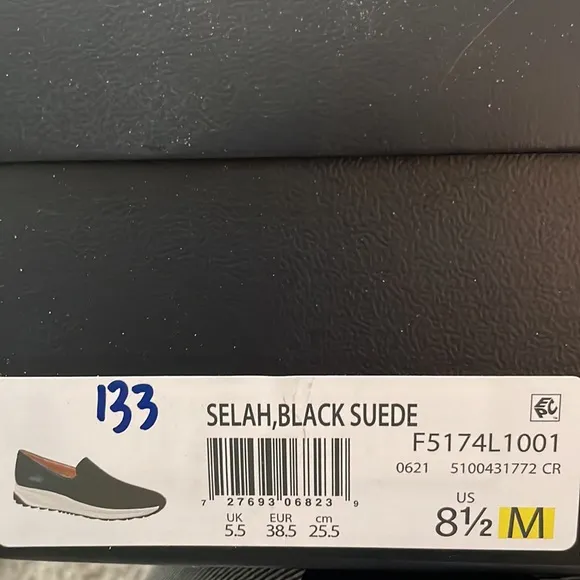 133
SELAH,BLACK SUEDE
F5174L1001
0621 5100431772 CR
7 27693 06823 9
UK EUR cm
5.5 38.5 25.5
US
8½ M